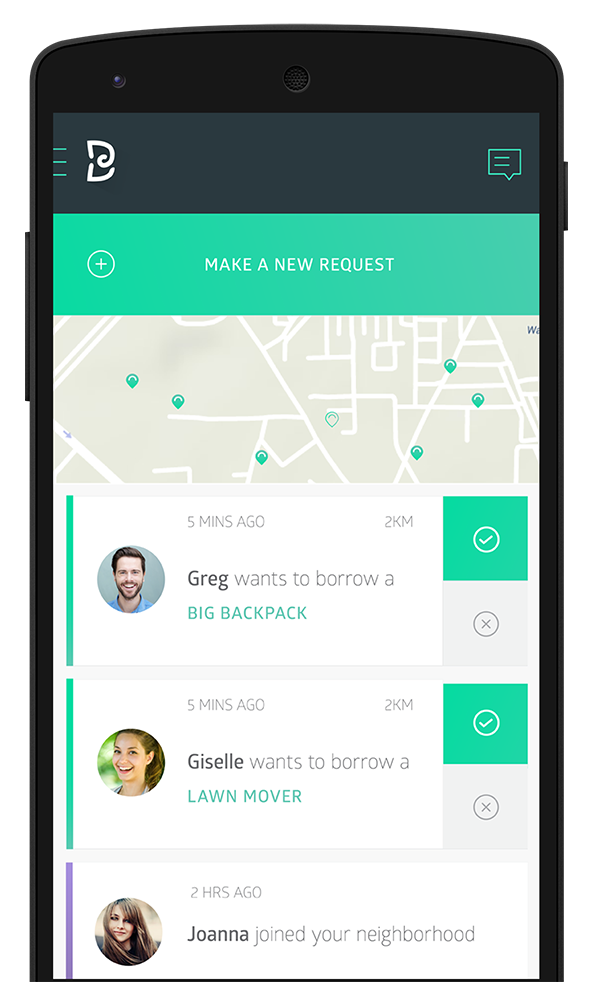 MAKE A NEW REQUEST
5 MINS AGO 2KM
Greg wants to borrow a
BIG BACKPACK
5 MINS AGO 2KM
Giselle wants to borrow a
LAWN MOVER
2 HRS AGO
Joanna joined your neighborhood